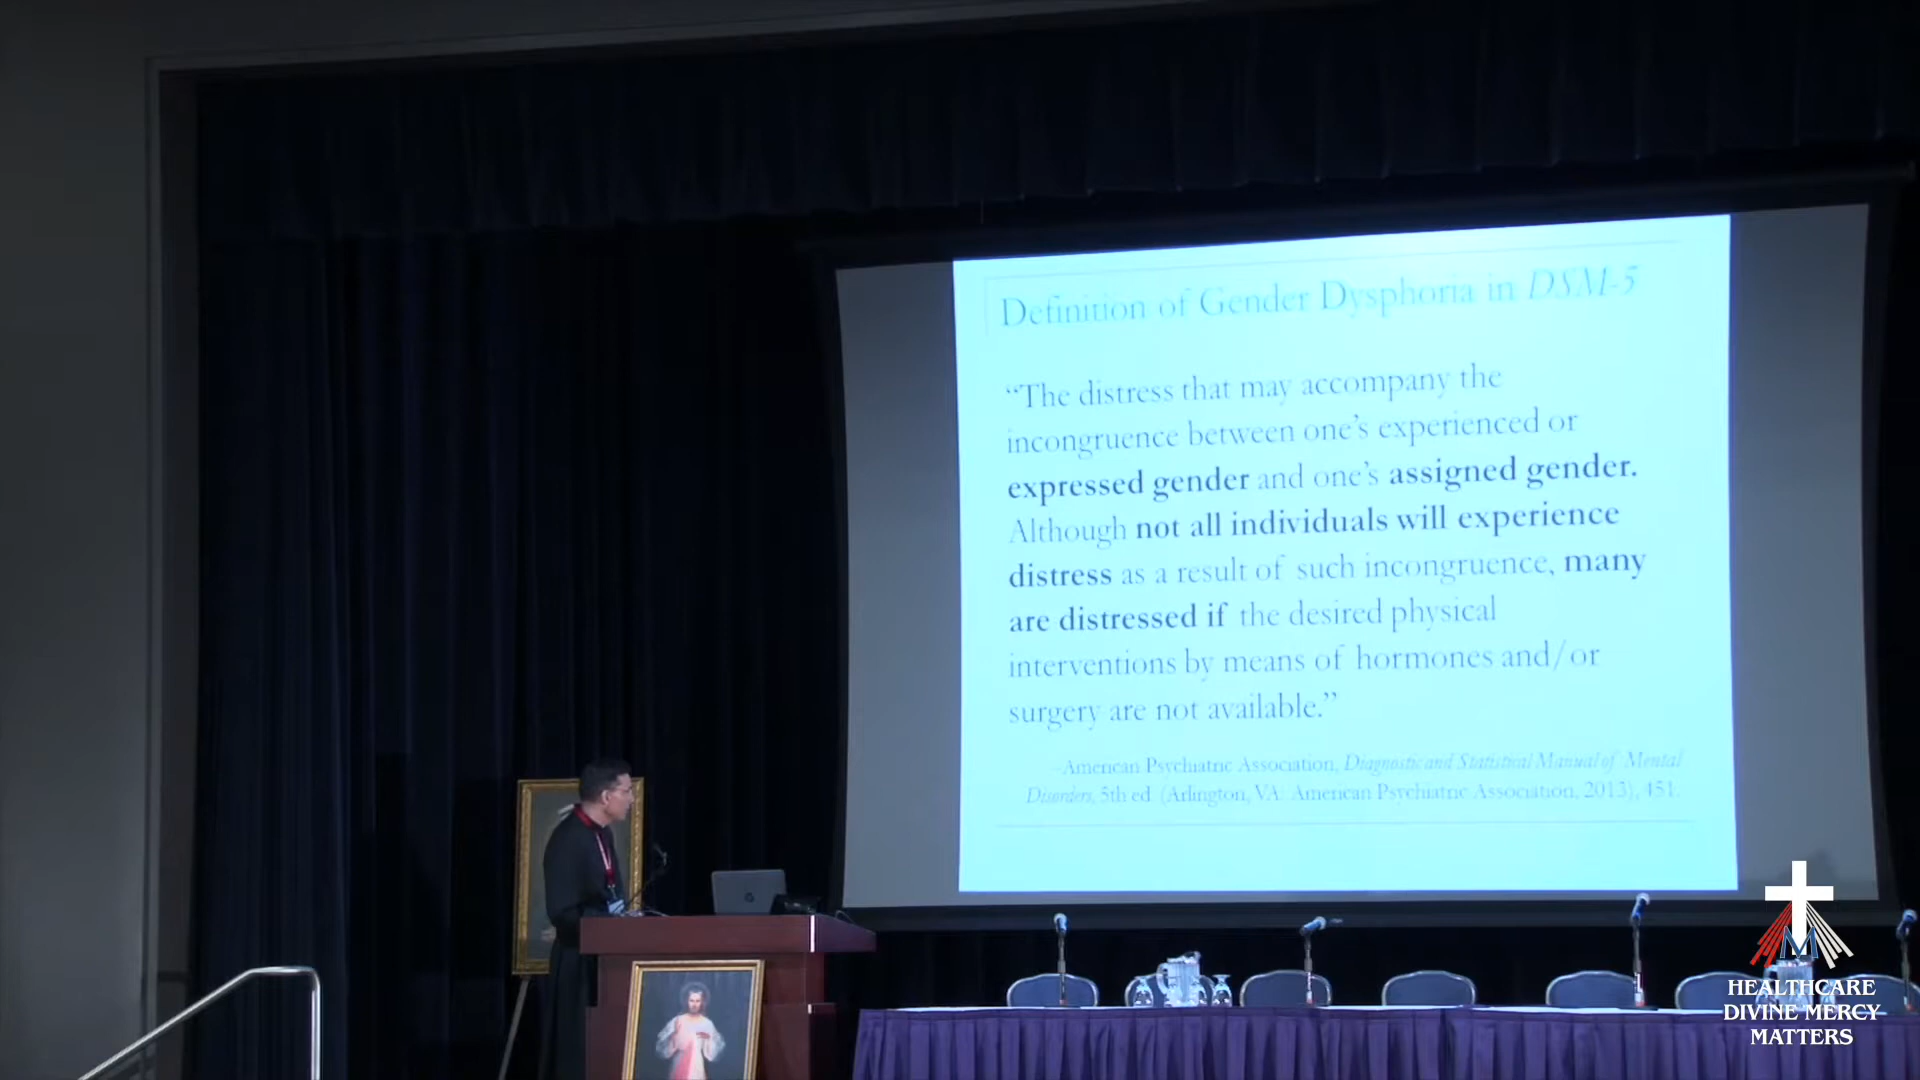 Definition of Gender Dysphoria in DSM-5
“The distress that may accompany the
incongruence between one’s experienced or
expressed gender and one’s assigned gender.
Although not all individuals will experience
distress as a result of such incongruence, many
are distressed if the desired physical
interventions by means of hormones and/or
surgery are not available.”
–American Psychiatric Association, Diagnostic and Statistical Manual of Mental
Disorders, 5th ed (Arlington, VA: American Psychiatric Association, 2013), 451.
M
HEALTHCARE
DIVINE MERCY
MATTERS